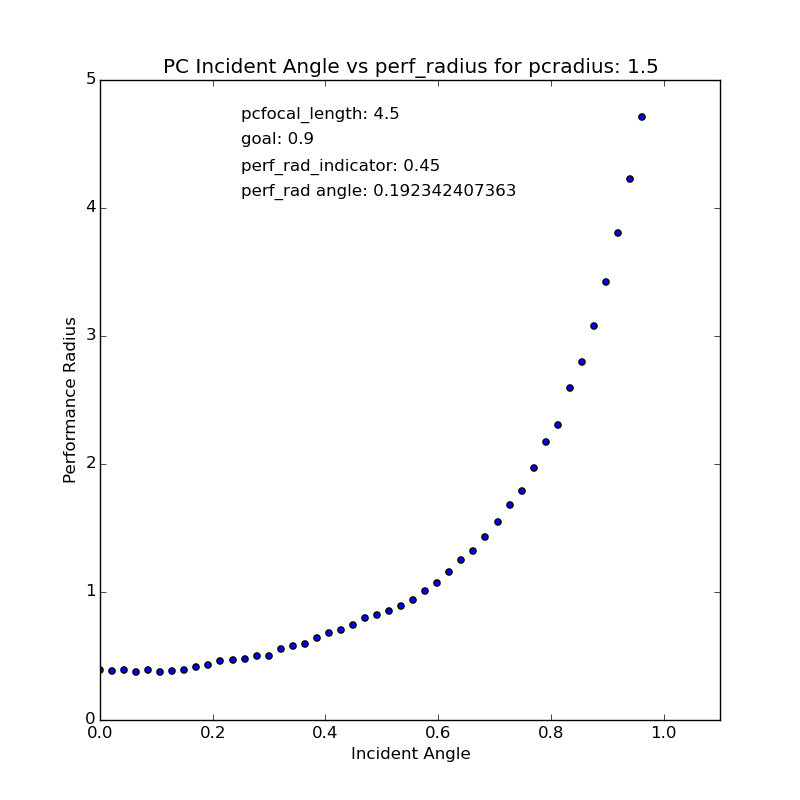 PC Incident Angle vs perf_radius for pcradius: 1.5
pcfocal_length: 4.5
goal: 0.9
perf_rad_indicator: 0.45
perf_rad angle: 0.192342407363
5
4
3
2
1
0
Performance Radius
0.0 0.2 0.4 0.6 0.8 1.0
Incident Angle